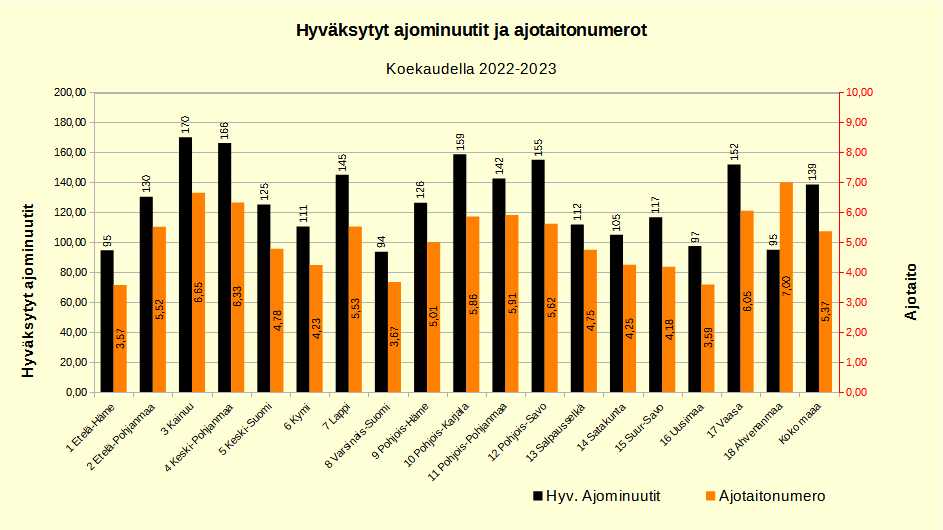 Hyväksytyt ajominuutit ja ajotaitonumerot
Koekaudella 2022-2023
Hyväksytyt ajominuutit
200,00
180,00
160,00
140,00
120,00
100,00
80,00
60,00
40,00
20,00
0,00
10,00
9,00
8,00
7,00
6,00
5,00
4,00
3,00
2,00
1,00
0,00
Ajotaito
95
3,57
130
5,52
170
6,65
166
6,33
125
4,78
111
4,23
145
5,53
94
3,67
126
5,01
159
5,86
142
5,91
155
5,62
112
4,75
105
4,25
117
4,18
97
3,59
152
6,05
95
7,00
139
5,37
1 Etelä-Häme
2 Etelä-Pohjanmaa
3 Kainuu
4 Keski-Pohjanmaa
5 Keski-Suomi
6 Kymi
7 Lappi
8 Varsinais-Suomi
9 Pohjois-Häme
10 Pohjois-Karjala
11 Pohjois-Pohjanmaa
12 Pohjois-Savo
13 Salpausselkä
14 Satakunta
15 Suur-Savo
16 Uusimaa
17 Vaasa
18 Ahvenanmaa
Koko maaa
Hyv. Ajominuutit
Ajotaitonumero